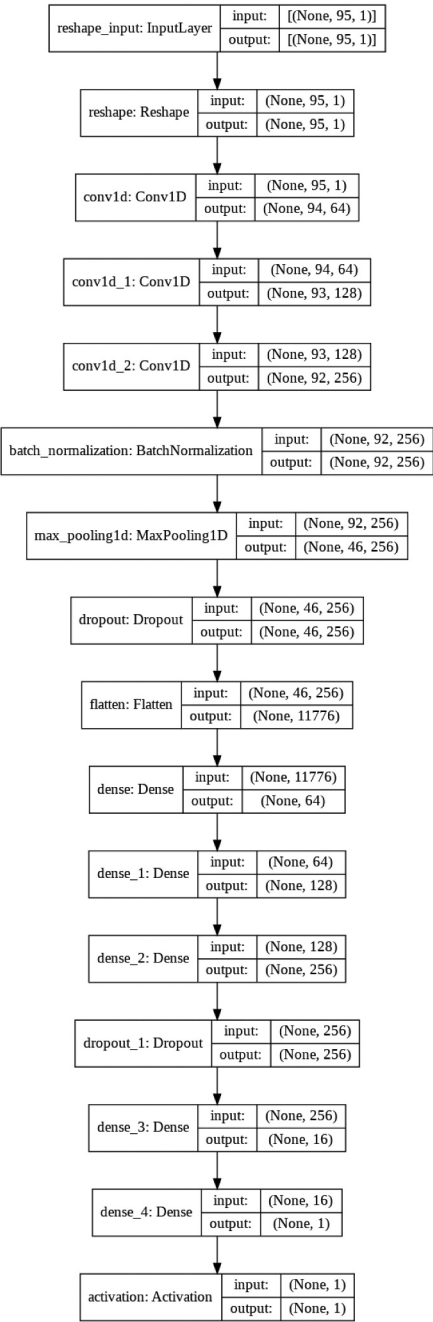 reshape_input: InputLayer
input: [(None, 95, 1)]
output: [(None, 95, 1)]
reshape: Reshape
input: (None, 95, 1)
output: (None, 95, 1)
conv1d: Conv1D
input: (None, 95, 1)
output: (None, 94, 64)
conv1d_1: Conv1D
input: (None, 94, 64)
output: (None, 93, 128)
conv1d_2: Conv1D
input: (None, 93, 128)
output: (None, 92, 256)
batch_normalization: BatchNormalization
input: (None, 92, 256)
output: (None, 92, 256)
max_pooling1d: MaxPooling1D
input: (None, 92, 256)
output: (None, 46, 256)
dropout: Dropout
input: (None, 46, 256)
output: (None, 46, 256)
flatten: Flatten
input: (None, 46, 256)
output: (None, 11776)
dense: Dense
input: (None, 11776)
output: (None, 64)
dense_1: Dense
input: (None, 64)
output: (None, 128)
dense_2: Dense
input: (None, 128)
output: (None, 256)
dropout_1: Dropout
input: (None, 256)
output: (None, 256)
dense_3: Dense
input: (None, 256)
output: (None, 16)
dense_4: Dense
input: (None, 16)
output: (None, 1)
activation: Activation
input: (None, 1)
output: (None, 1)